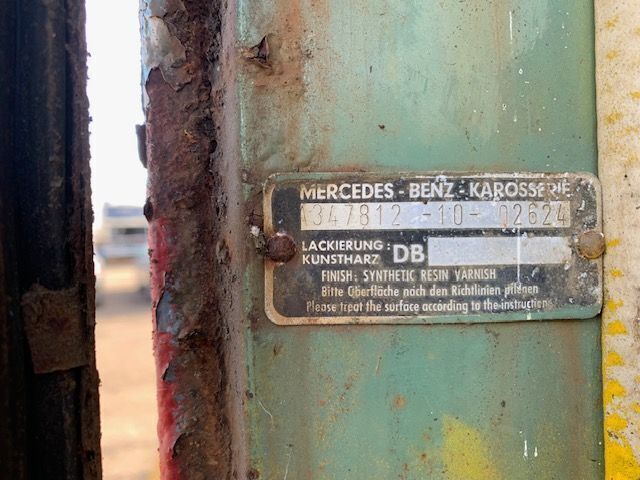 MERCEDES-BENZ-KAROSSERIE
A347812 -10- 02624
LACKIERUNG:
KUNSTHARZ DB
FINISH: SYNTHETIC RESIN VARNISH
Bitte Oberfläche nach den Richtlinien pflegen
Please treat the surface according to the instructions